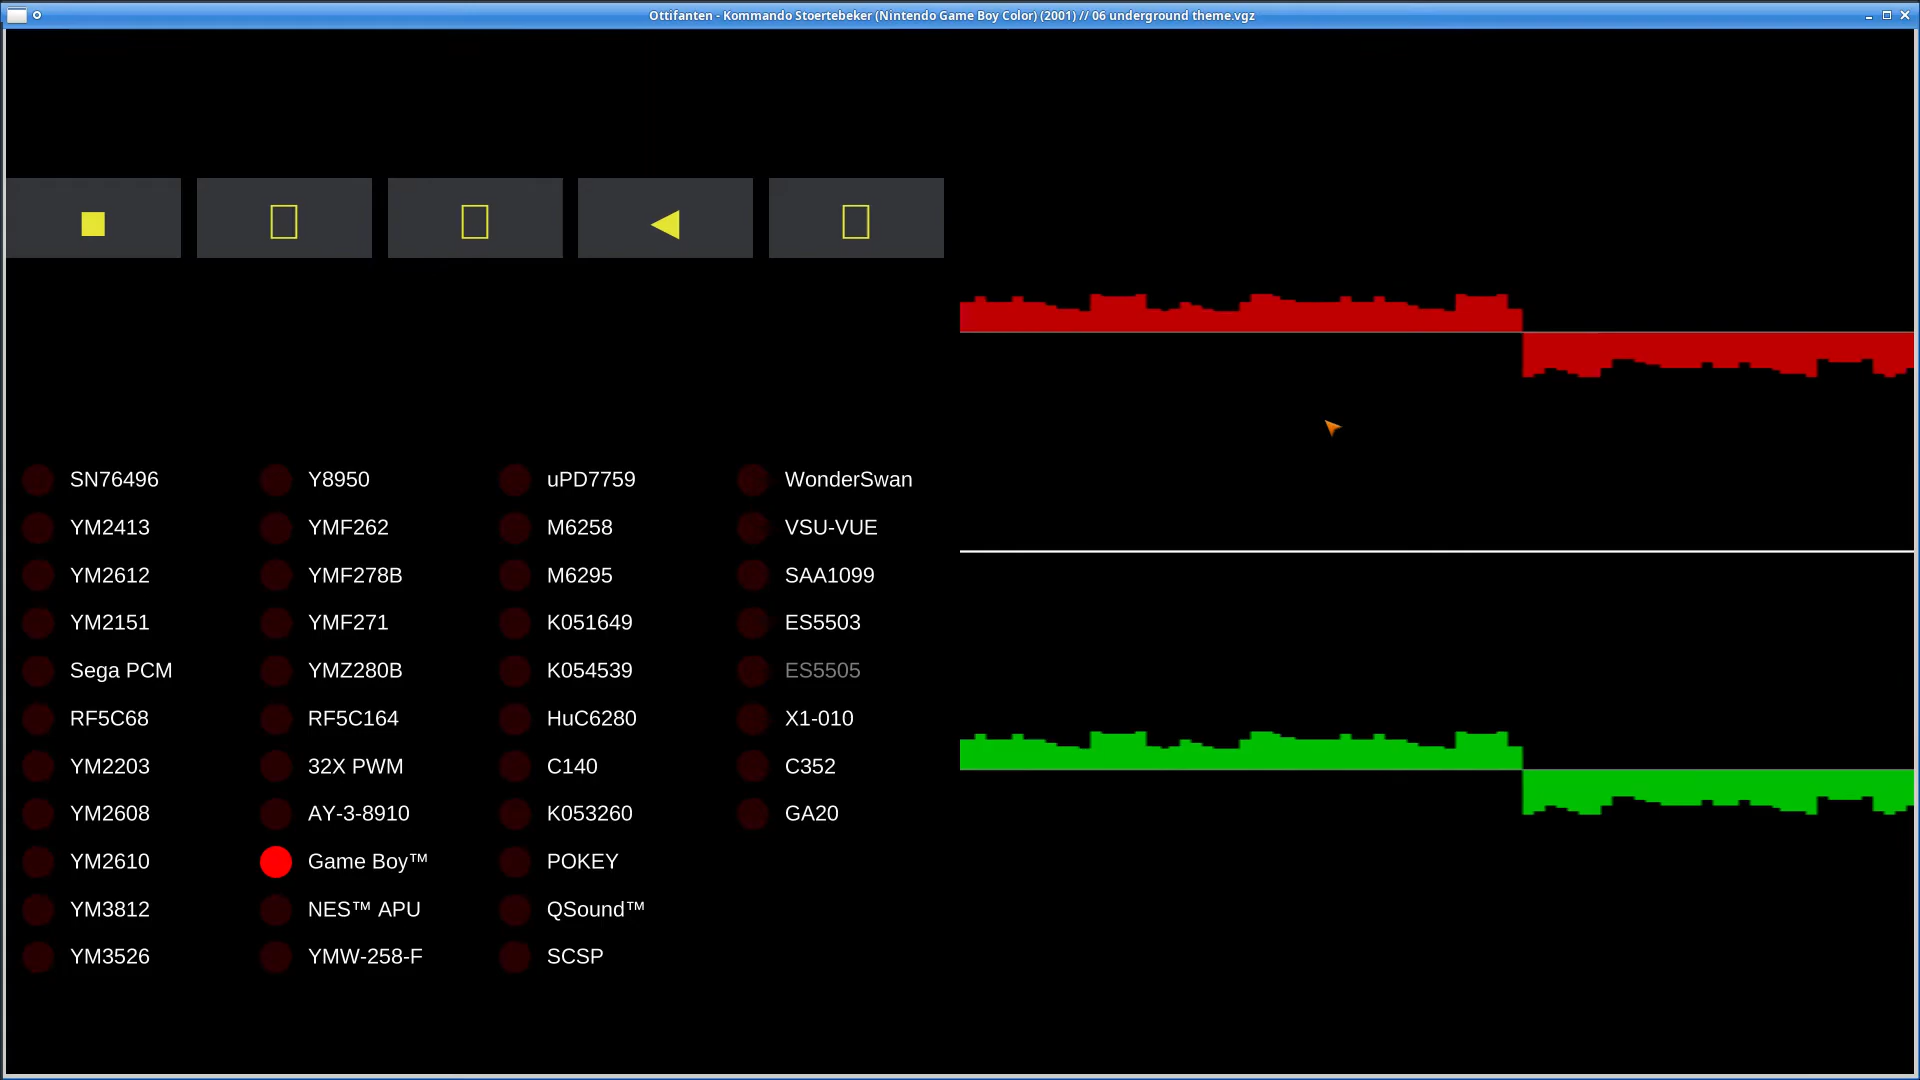 Ottifanten - Kommando Stoertebeker (Nintendo Game Boy Color) (2001) // 06 underground theme.vgz
SN76496
YM2413
YM2612
YM2151
Sega PCM
RF5C68
YM2203
YM2608
YM2610
YM3812
YM3526
Y8950
YMF262
YMF278B
YMF271
YMZ280B
RF5C164
32X PWM
AY-3-8910
Game Boy™
NES™ APU
YMW-258-F
uPD7759
M6258
M6295
K051649
K054539
HuC6280
C140
K053260
POKEY
QSound™
SCSP
WonderSwan
VSU-VUE
SAA1099
ES5503
ES5505
X1-010
C352
GA20